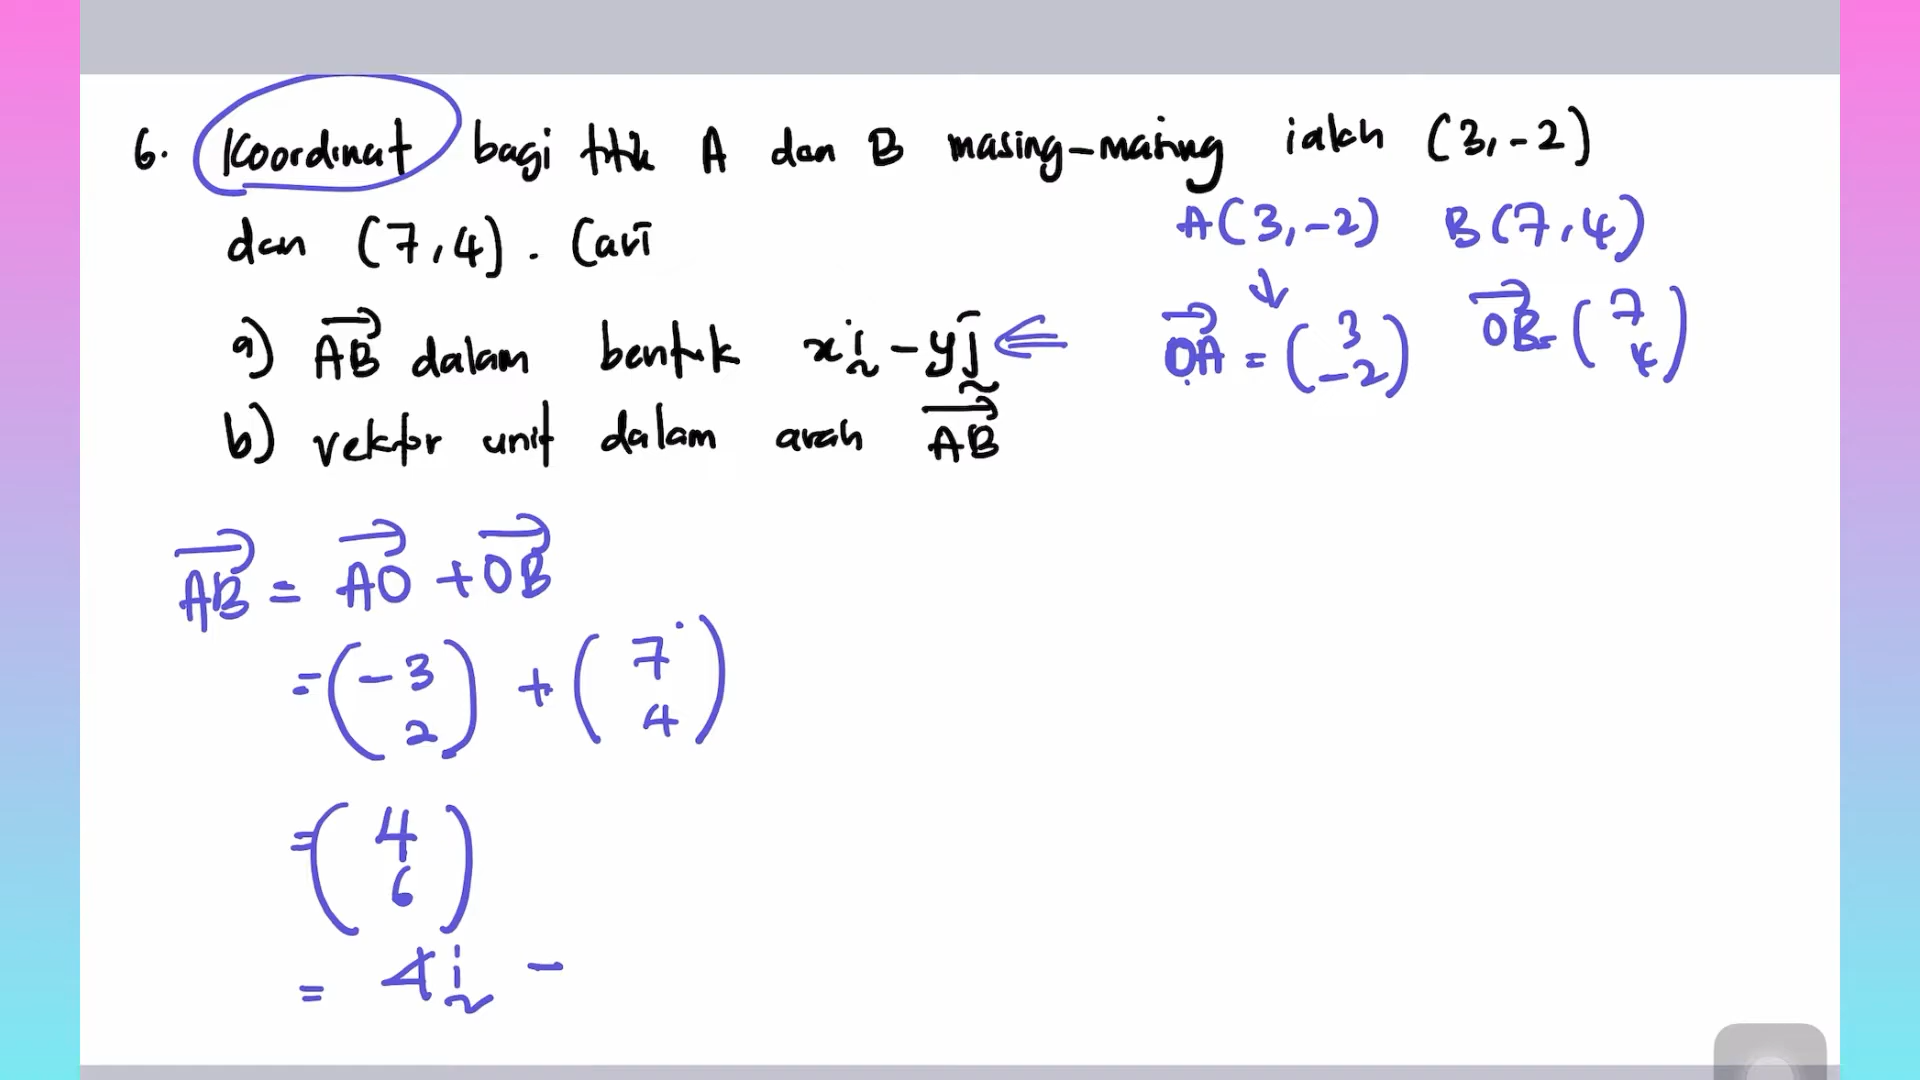 6. Koordinat bagi titik A dan B masing-masing ialah (3,-2)
dan (7,4). Cari
A(3,-2) B(7,4)
↓
a) →AB dalam bentuk xḭ - yj̰ ⇐
→OA = (3 -2) →OB = (7 4)
b) vektor unit dalam arah →AB
→AB = →AO + →OB
= (-3 2) + (7 4)
= (4 6)
= 4ḭ -